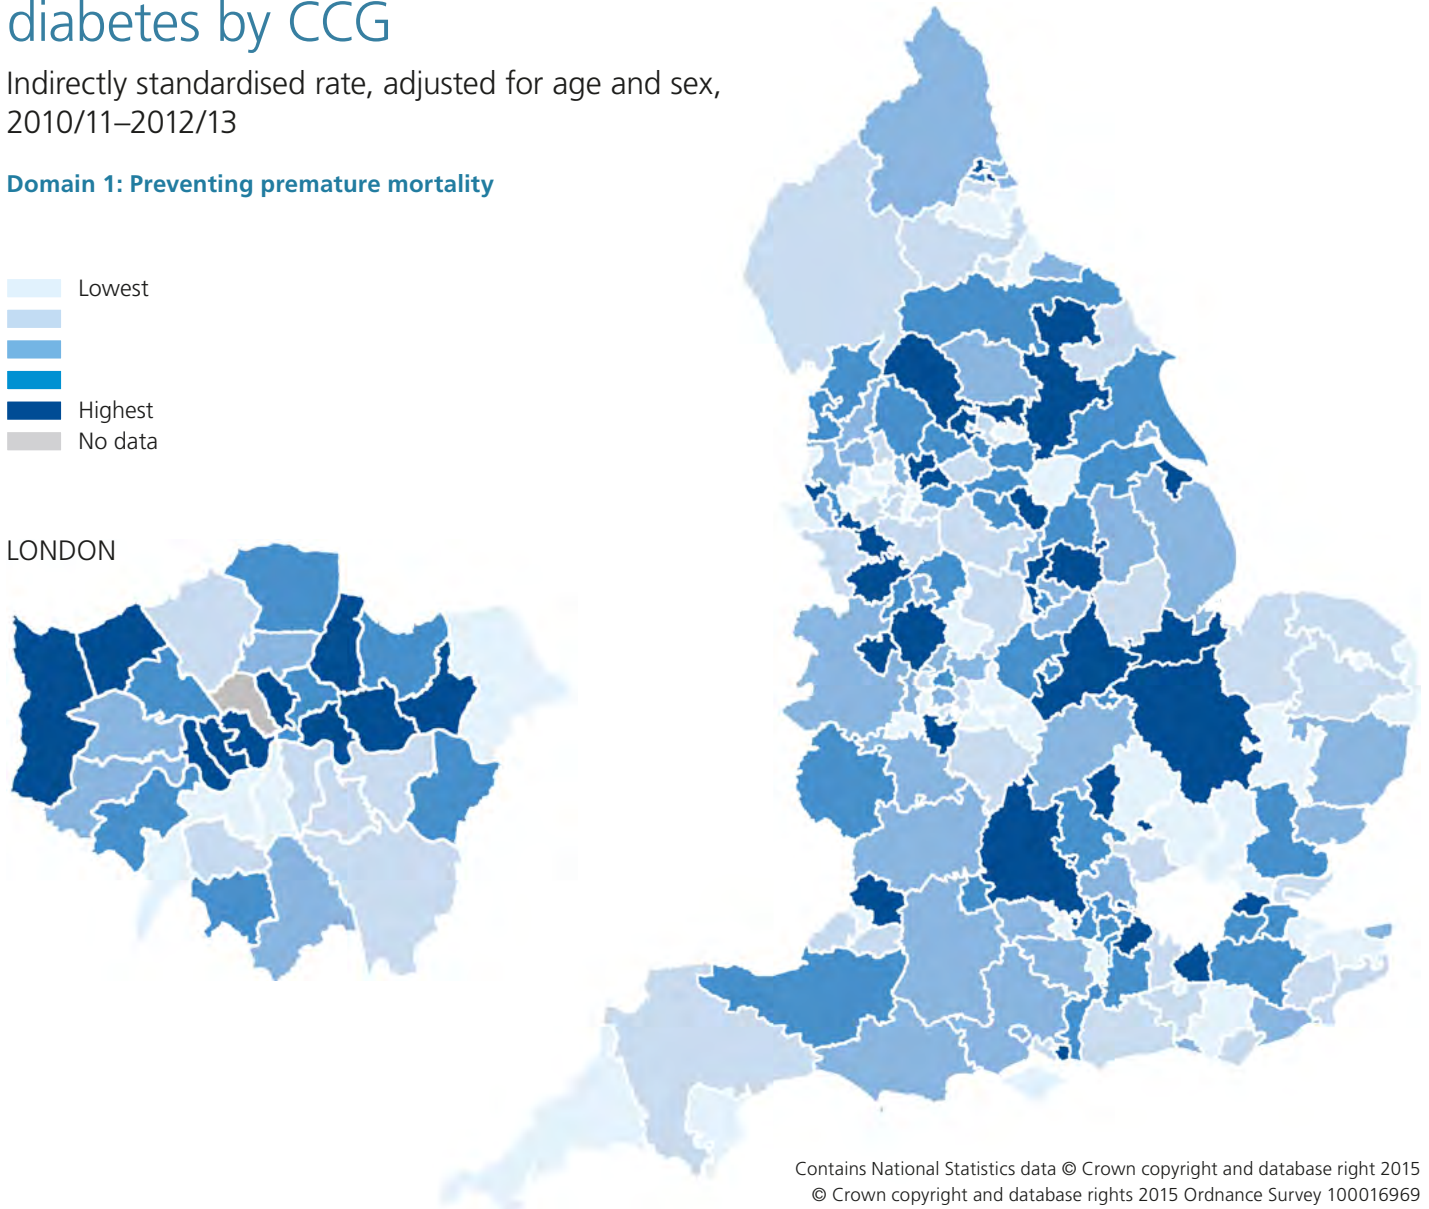 diabetes by CCG
Indirectly standardised rate, adjusted for age and sex,
2010/11–2012/13
Domain 1: Preventing premature mortality
Lowest
Highest
No data
LONDON
Contains National Statistics data © Crown copyright and database right 2015
© Crown copyright and database rights 2015 Ordnance Survey 100016969